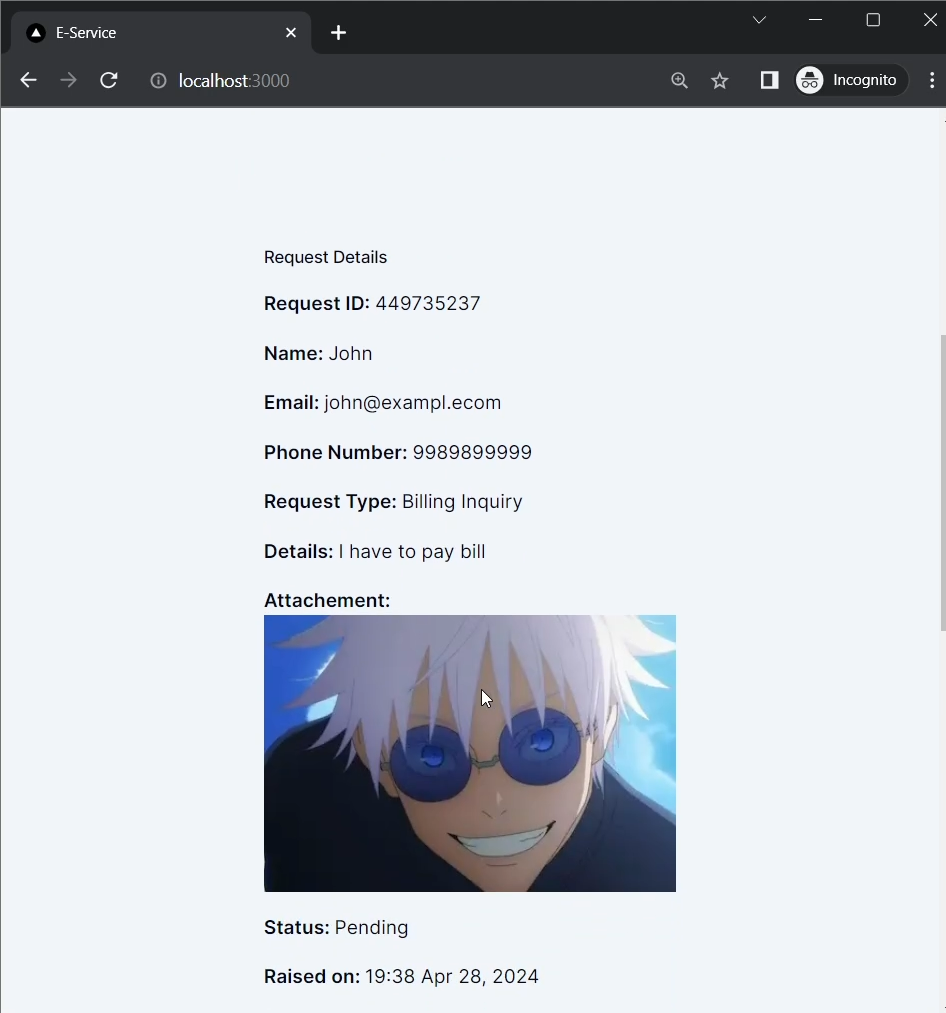 E-Service
localhost:3000
Incognito
Request Details
Request ID: 449735237
Name: John
Email: john@exampl.ecom
Phone Number: 9989899999
Request Type: Billing Inquiry
Details: I have to pay bill
Attachement:
Status: Pending
Raised on: 19:38 Apr 28, 2024